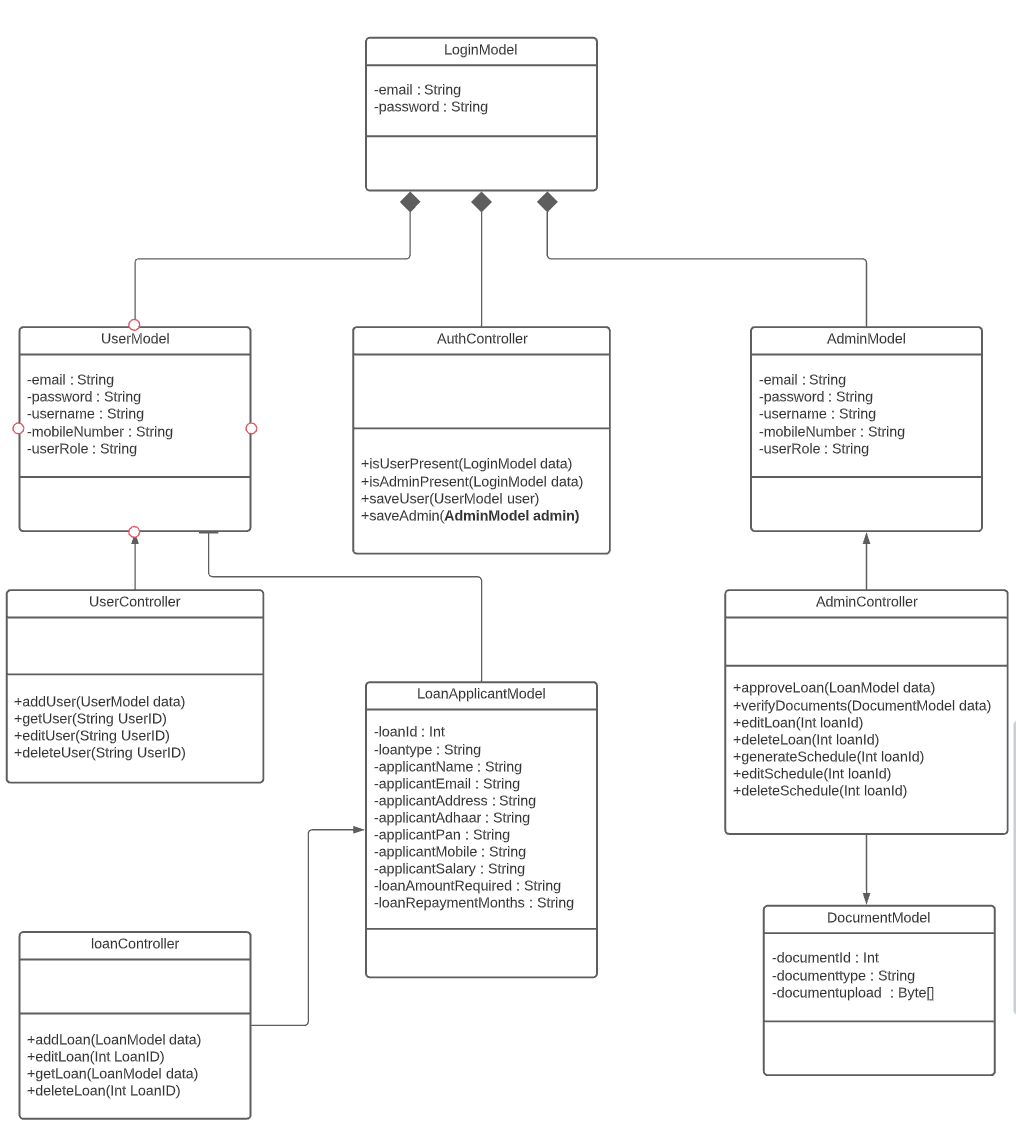 LoginModel
-email : String
-password : String
UserModel
-email : String
-password : String
-username : String
-mobileNumber : String
-userRole : String
AuthController
+isUserPresent(LoginModel data)
+isAdminPresent(LoginModel data)
+saveUser(UserModel user)
+saveAdmin(AdminModel admin)
AdminModel
-email : String
-password : String
-username : String
-mobileNumber : String
-userRole : String
UserController
+addUser(UserModel data)
+getUser(String UserID)
+editUser(String UserID)
+deleteUser(String UserID)
LoanApplicantModel
-loanId : Int
-loantype : String
-applicantName : String
-applicantEmail : String
-applicantAddress : String
-applicantAdhaar : String
-applicantPan : String
-applicantMobile : String
-applicantSalary : String
-loanAmountRequired : String
-loanRepaymentMonths : String
AdminController
+approveLoan(LoanModel data)
+verifyDocuments(DocumentModel data)
+editLoan(Int loanId)
+deleteLoan(Int loanId)
+generateSchedule(Int loanId)
+editSchedule(Int loanId)
+deleteSchedule(Int loanId)
loanController
+addLoan(LoanModel data)
+editLoan(Int LoanID)
+getLoan(LoanModel data)
+deleteLoan(Int LoanID)
DocumentModel
-documentId : Int
-documenttype : String
-documentupload  : Byte[]